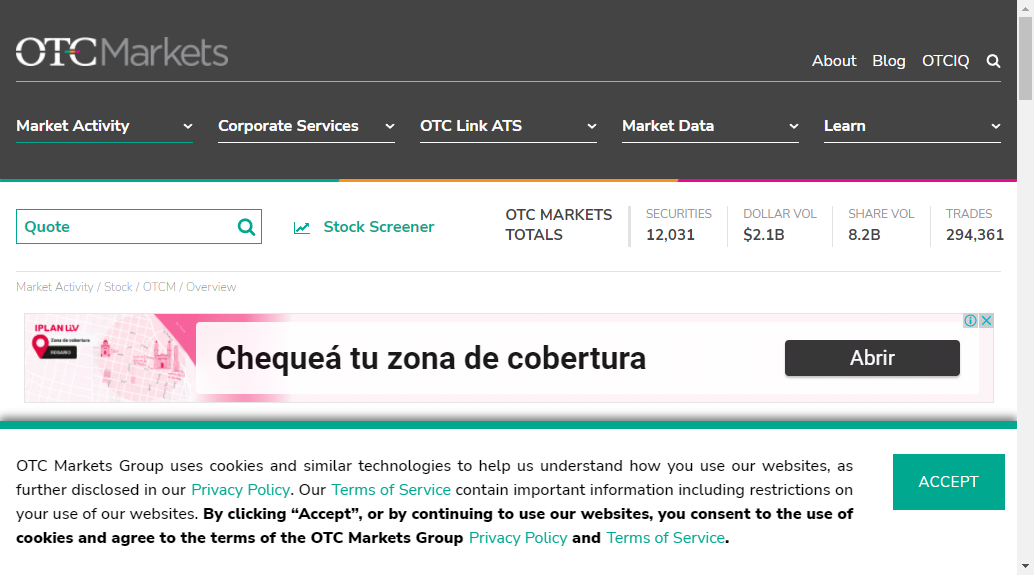 OTC Markets
About Blog OTCIQ
Market Activity Corporate Services OTC Link ATS Market Data Learn
Quote
Stock Screener
OTC MARKETS
TOTALS
SECURITIES
12,031
DOLLAR VOL
$2.1B
SHARE VOL
8.2B
TRADES
294,361
Market Activity / Stock / OTCM / Overview
IPLAN LIV
Zona de cobertura
ROSARIO
Chequeá tu zona de cobertura
Abrir
OTC Markets Group uses cookies and similar technologies to help us understand how you use our websites, as
further disclosed in our Privacy Policy. Our Terms of Service contain important information including restrictions on
your use of our websites. By clicking “Accept”, or by continuing to use our websites, you consent to the use of
cookies and agree to the terms of the OTC Markets Group Privacy Policy and Terms of Service.
ACCEPT